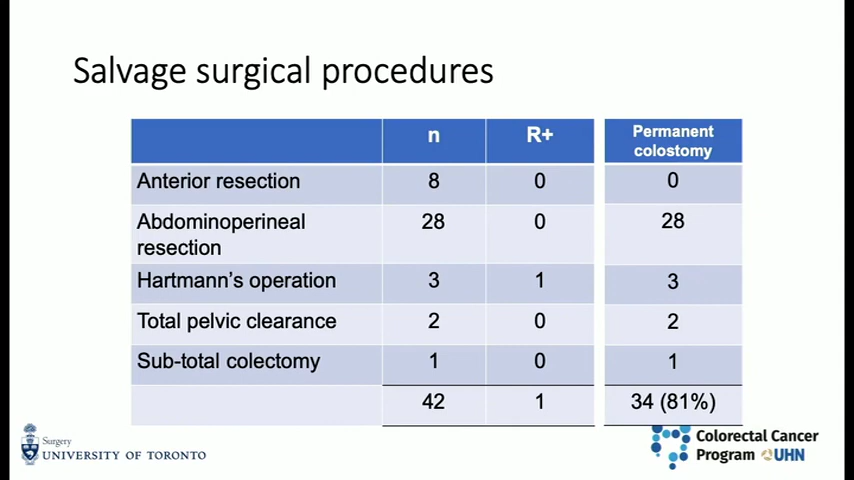 Salvage surgical procedures
n R+ Permanent colostomy
Anterior resection 8 0 0
Abdominoperineal resection 28 0 28
Hartmann's operation 3 1 3
Total pelvic clearance 2 0 2
Sub-total colectomy 1 0 1
42 1 34 (81%)
Surgery
UNIVERSITY OF TORONTO
Colorectal Cancer
Program UHN